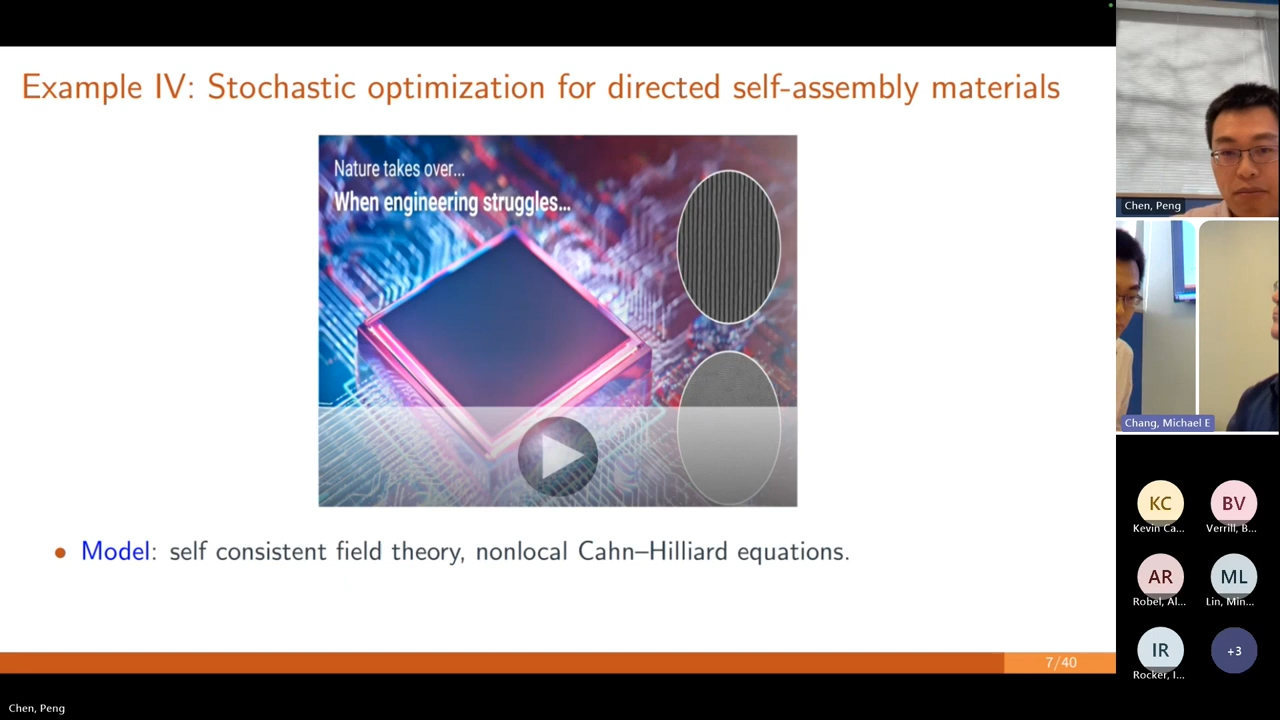 Example IV: Stochastic optimization for directed self-assembly materials
Nature takes over...
When engineering struggles...
• Model: self consistent field theory, nonlocal Cahn–Hilliard equations.
7/40
Chen, Peng
Chen, Peng
Chang, Michael E
KC
BV
Kevin Ca...
Verrill, B...
AR
ML
Robel, Al...
Lin, Min...
IR
+3
Rocker, I...